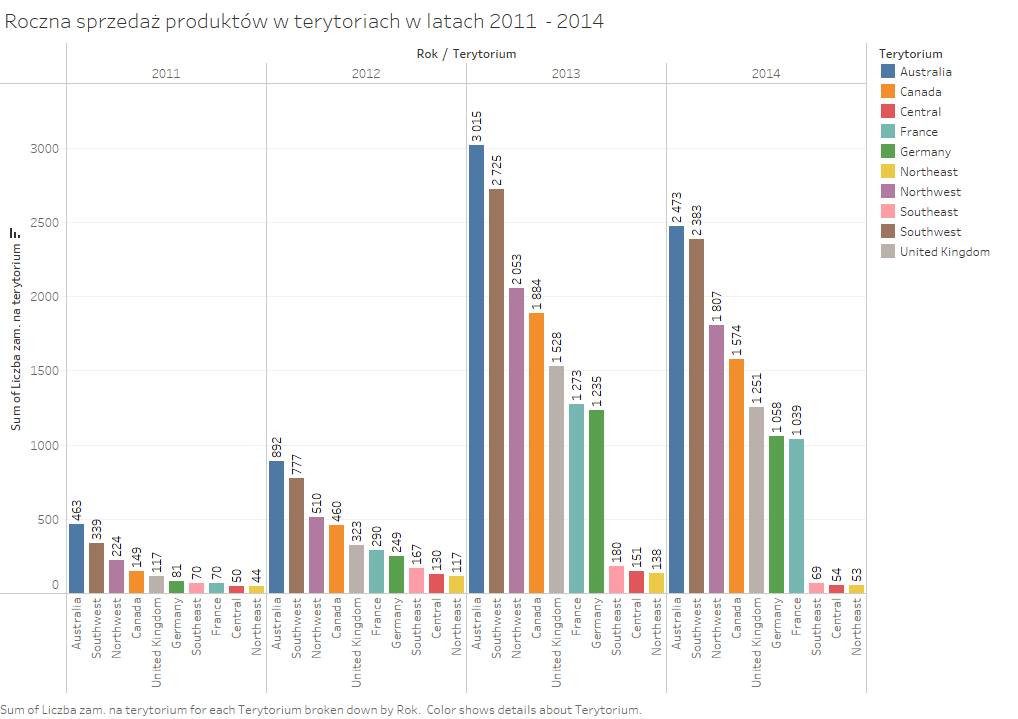 Roczna sprzedaż produktów w terytoriach w latach 2011 - 2014
Rok / Terytorium
2011 2012 2013 2014
Sum of Liczba zam. na terytorium
3000
2500
2000
1500
1000
500
0
463 339 224 149 117 81 70 70 50 44
892 777 510 460 323 290 249 167 130 117
3 015 2 725 2 053 1 884 1 528 1 273 1 235 180 151 138
2 473 2 383 1 807 1 574 1 251 1 058 1 039 69 54 53
Australia Southwest Northwest Canada United Kingdom Germany Southeast France Central Northeast
Australia Southwest Northwest Canada United Kingdom France Germany Southeast Central Northeast
Australia Southwest Northwest Canada United Kingdom France Germany Southeast Central Northeast
Australia Southwest Northwest Canada United Kingdom Germany France Southeast Central Northeast
Terytorium
Australia
Canada
Central
France
Germany
Northeast
Northwest
Southeast
Southwest
United Kingdom
Sum of Liczba zam. na terytorium for each Terytorium broken down by Rok. Color shows details about Terytorium.